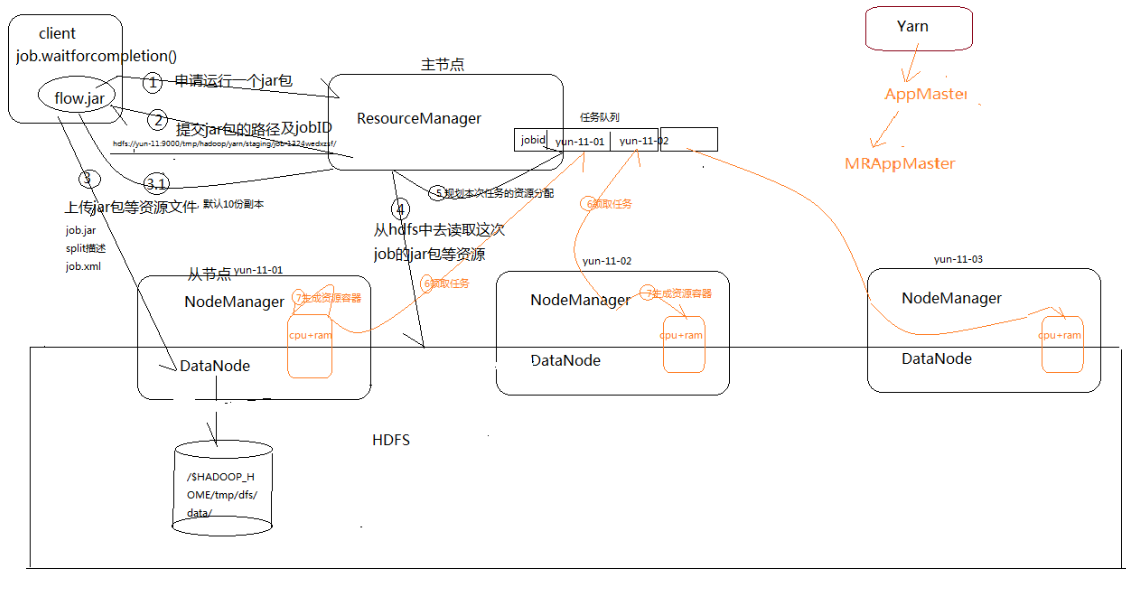 client
job.waitforcompletion()
flow.jar
① 申请运行一个jar包
② 提交jar包的路径及jobID
hdfs://yun-11:9000/tmp/hadoop/yarn/staging/
3
3.1
上传jar包等资源文件, 默认10份副本
job.jar
split描述
job.xml
主节点
ResourceManager
任务队列
jobid
yun-11-01
yun-11-02
5 规划本次任务的资源分配
4
从hdfs中去读取这次
job的jar包等资源
6领取任务
6领取任务
Yarn
AppMaster
MRAppMaster
从节点 yun-11-01
NodeManager
7生成资源容器
cpu+ram
DataNode
yun-11-02
NodeManager
7生成资源容器
cpu+ram
DataNode
yun-11-03
NodeManager
cpu+ram
DataNode
HDFS
/$HADOOP_H
OME/tmp/dfs/
data/